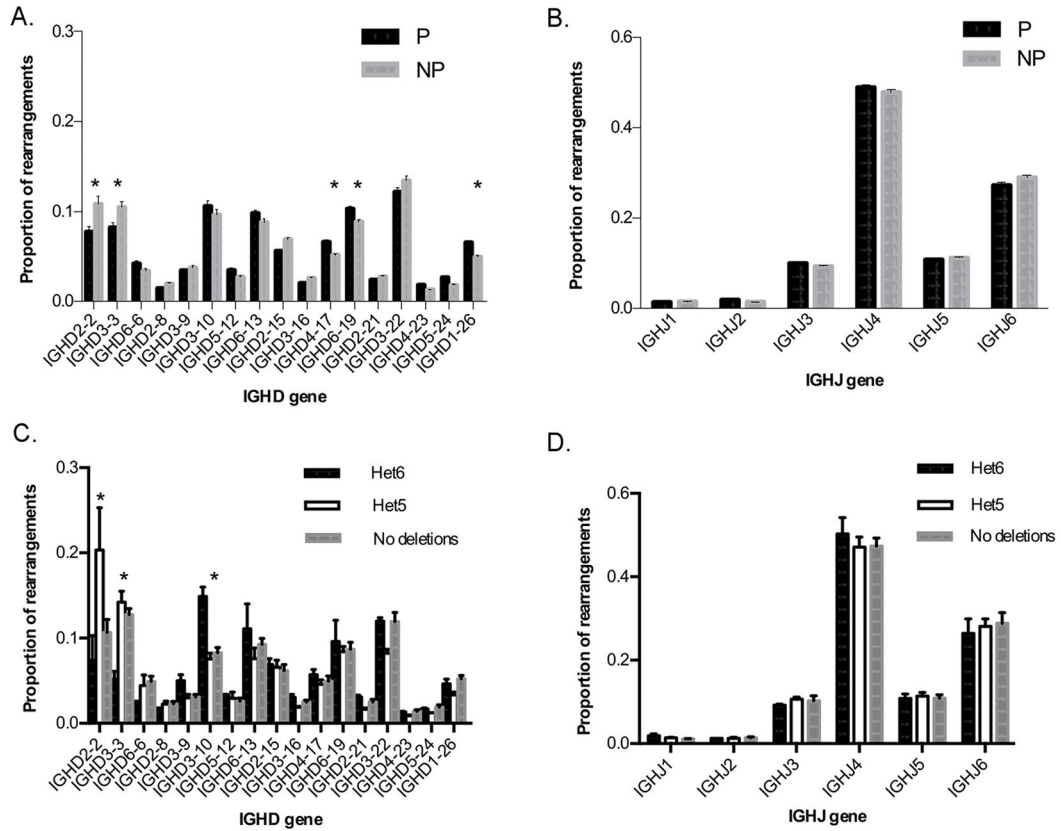 A.
0.3
0.2
0.1
0.0
Proportion of rearrangements
P
NP
* * * * *
IGHD2-2
IGHD3-3
IGHD6-6
IGHD2-8
IGHD3-9
IGHD3-10
IGHD5-12
IGHD6-13
IGHD2-15
IGHD3-16
IGHD4-17
IGHD6-19
IGHD2-21
IGHD3-22
IGHD4-23
IGHD5-24
IGHD1-26
IGHD gene
B.
0.6
0.4
0.2
0.0
Proportion of rearrangements
P
NP
IGHJ1
IGHJ2
IGHJ3
IGHJ4
IGHJ5
IGHJ6
IGHJ gene
C.
0.3
0.2
0.1
0.0
Proportion of rearrangements
Het6
Het5
No deletions
* * *
IGHD2-2
IGHD3-3
IGHD6-6
IGHD2-8
IGHD3-9
IGHD3-10
IGHD5-12
IGHD6-13
IGHD2-15
IGHD3-16
IGHD4-17
IGHD6-19
IGHD2-21
IGHD3-22
IGHD4-23
IGHD5-24
IGHD1-26
IGHD gene
D.
0.6
0.4
0.2
0.0
Proportion of rearrangements
Het6
Het5
No deletions
IGHJ1
IGHJ2
IGHJ3
IGHJ4
IGHJ5
IGHJ6
IGHJ gene